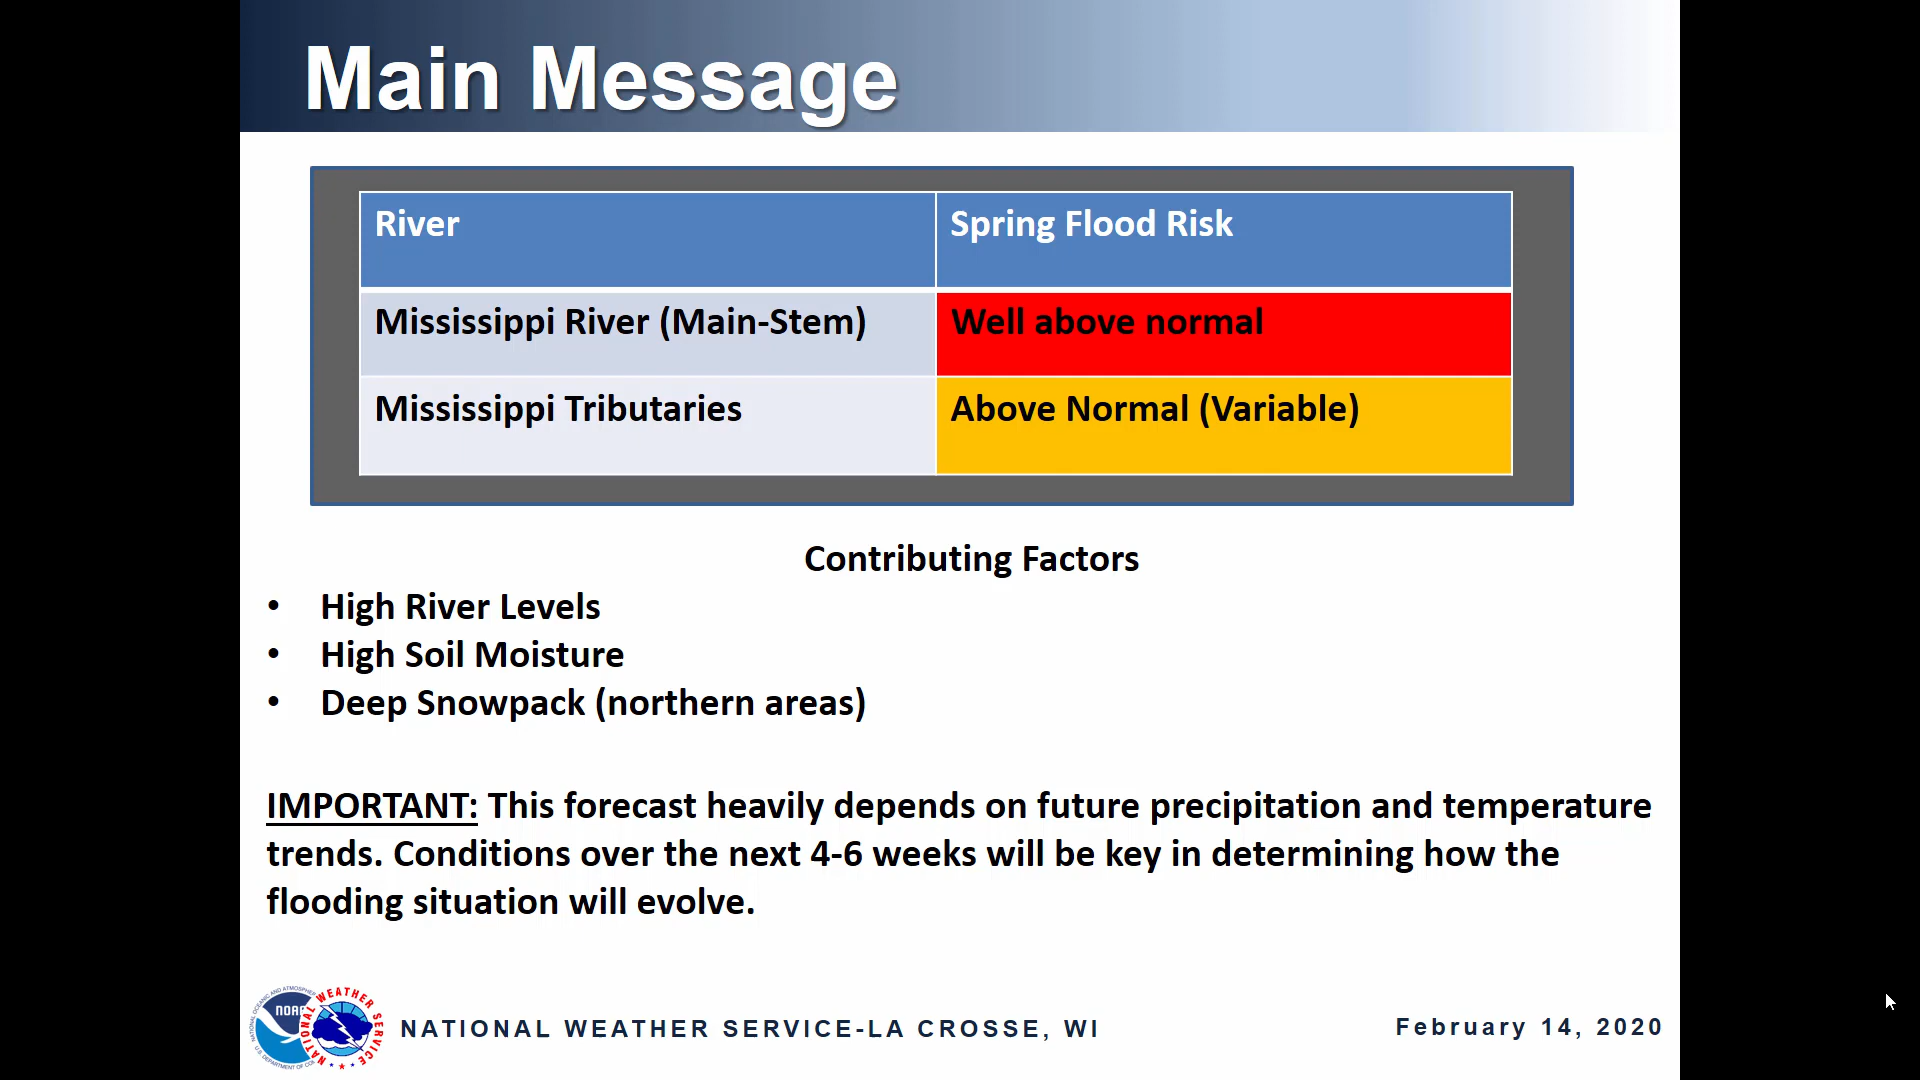 Main Message
River
Spring Flood Risk
Mississippi River (Main-Stem)
Well above normal
Mississippi Tributaries
Above Normal (Variable)
Contributing Factors
• High River Levels
• High Soil Moisture
• Deep Snowpack (northern areas)
IMPORTANT: This forecast heavily depends on future precipitation and temperature
trends. Conditions over the next 4-6 weeks will be key in determining how the
flooding situation will evolve.
NATIONAL WEATHER SERVICE
NATIONAL WEATHER SERVICE-LA CROSSE, WI
February 14, 2020